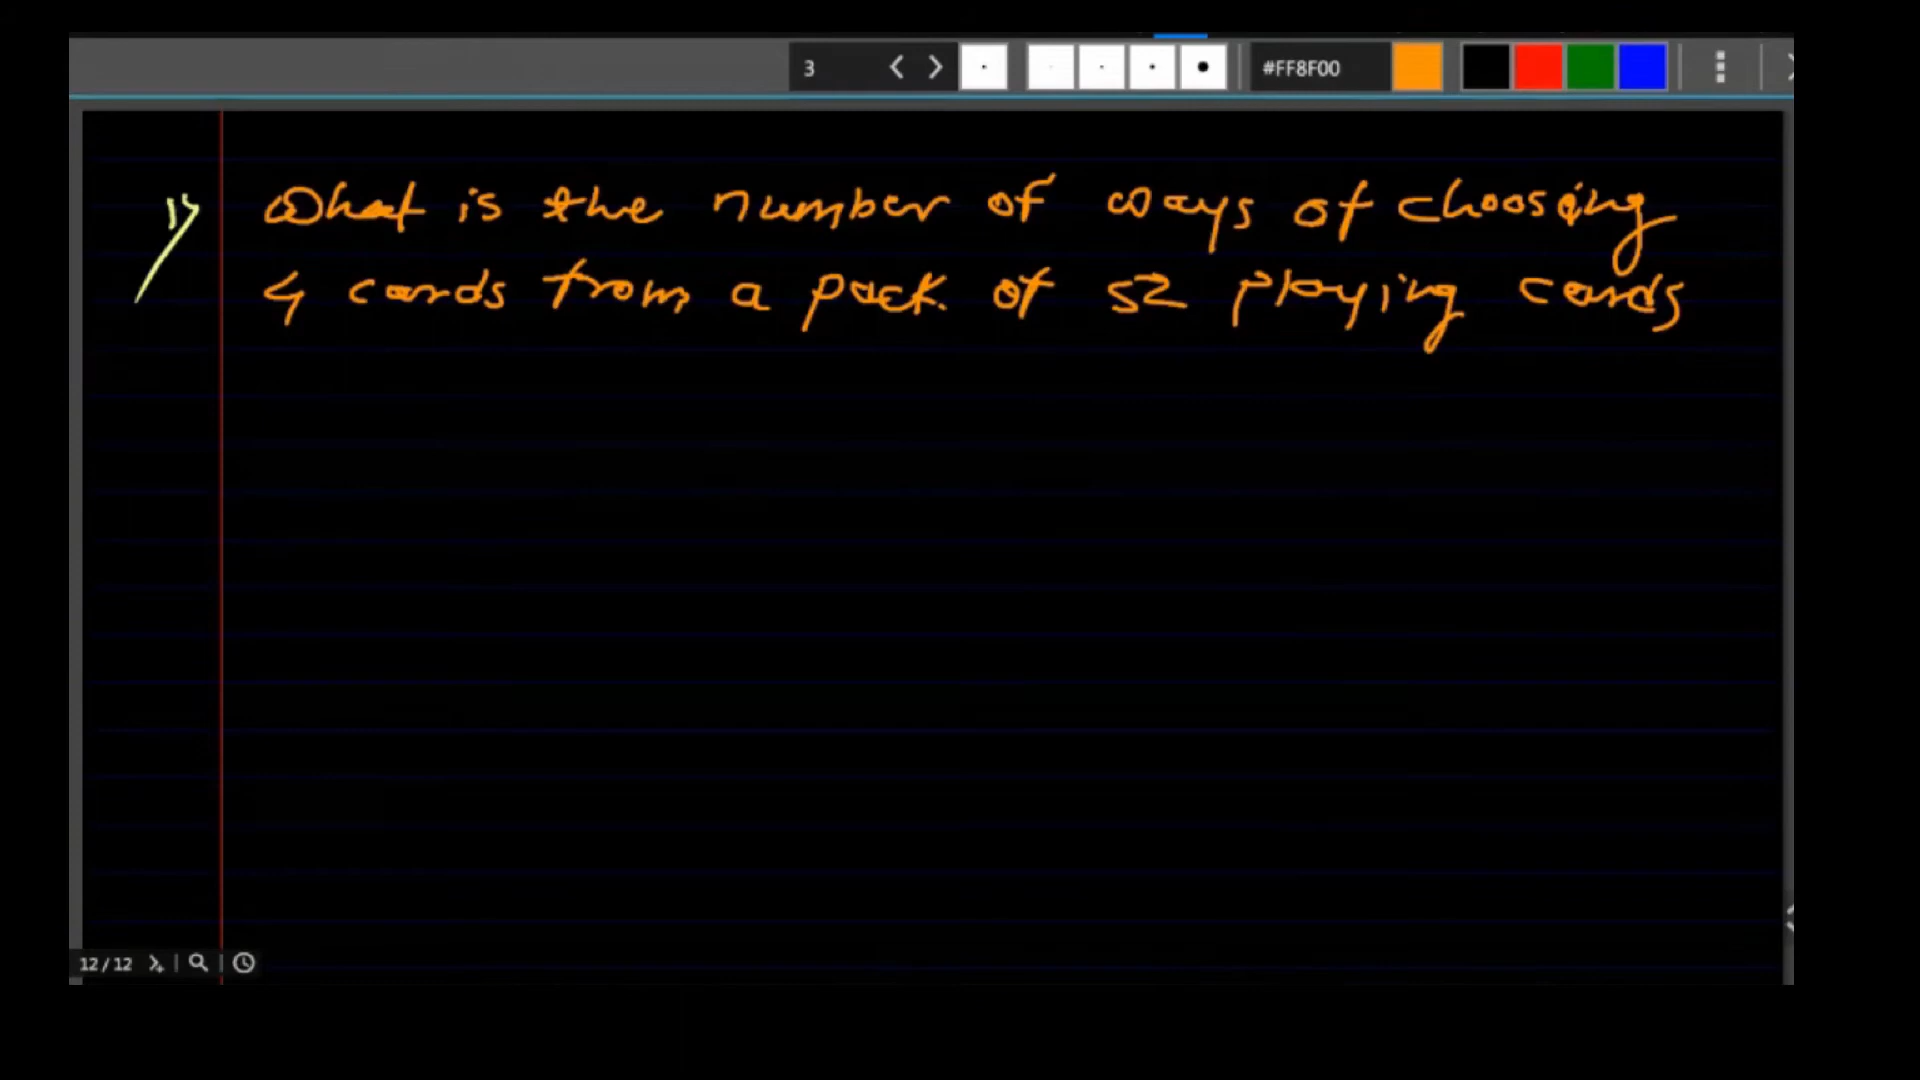 3 #FF8F00
1) What is the number of ways of choosing
4 cards from a pack of 52 playing cards
12/12